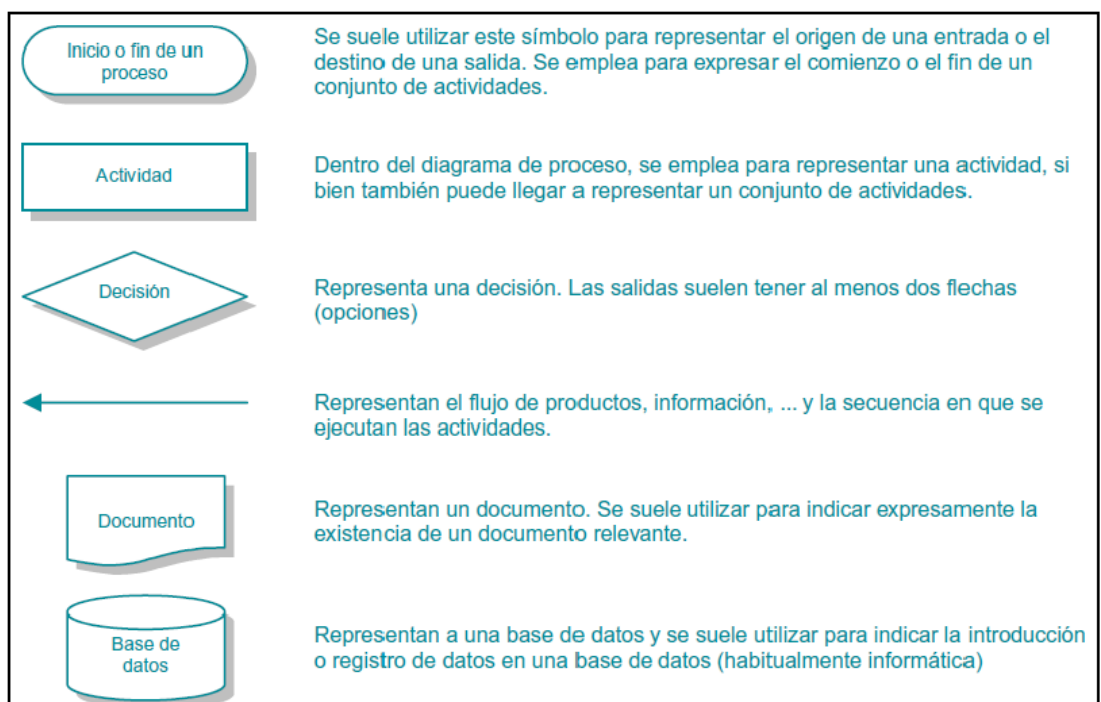 Inicio o fin de un
proceso
Se suele utilizar este símbolo para representar el origen de una entrada o el
destino de una salida. Se emplea para expresar el comienzo o el fin de un
conjunto de actividades.
Actividad
Dentro del diagrama de proceso, se emplea para representar una actividad, si
bien también puede llegar a representar un conjunto de actividades.
Decisión
Representa una decisión. Las salidas suelen tener al menos dos flechas
(opciones)
Representan el flujo de productos, información, ... y la secuencia en que se
ejecutan las actividades.
Documento
Representan un documento. Se suele utilizar para indicar expresamente la
existencia de un documento relevante.
Base de
datos
Representan a una base de datos y se suele utilizar para indicar la introducción
o registro de datos en una base de datos (habitualmente informática)